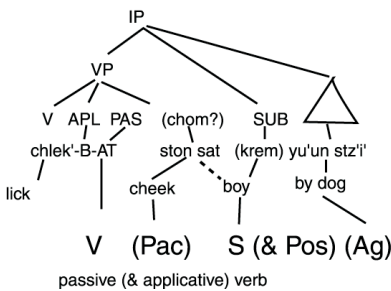 IP
VP
V APL PAS (chom?) SUB
chlek'-B-AT ston sat (krem) yu'un stz'i'
lick cheek boy by dog
V (Pac) S (& Pos) (Ag)
passive (& applicative) verb